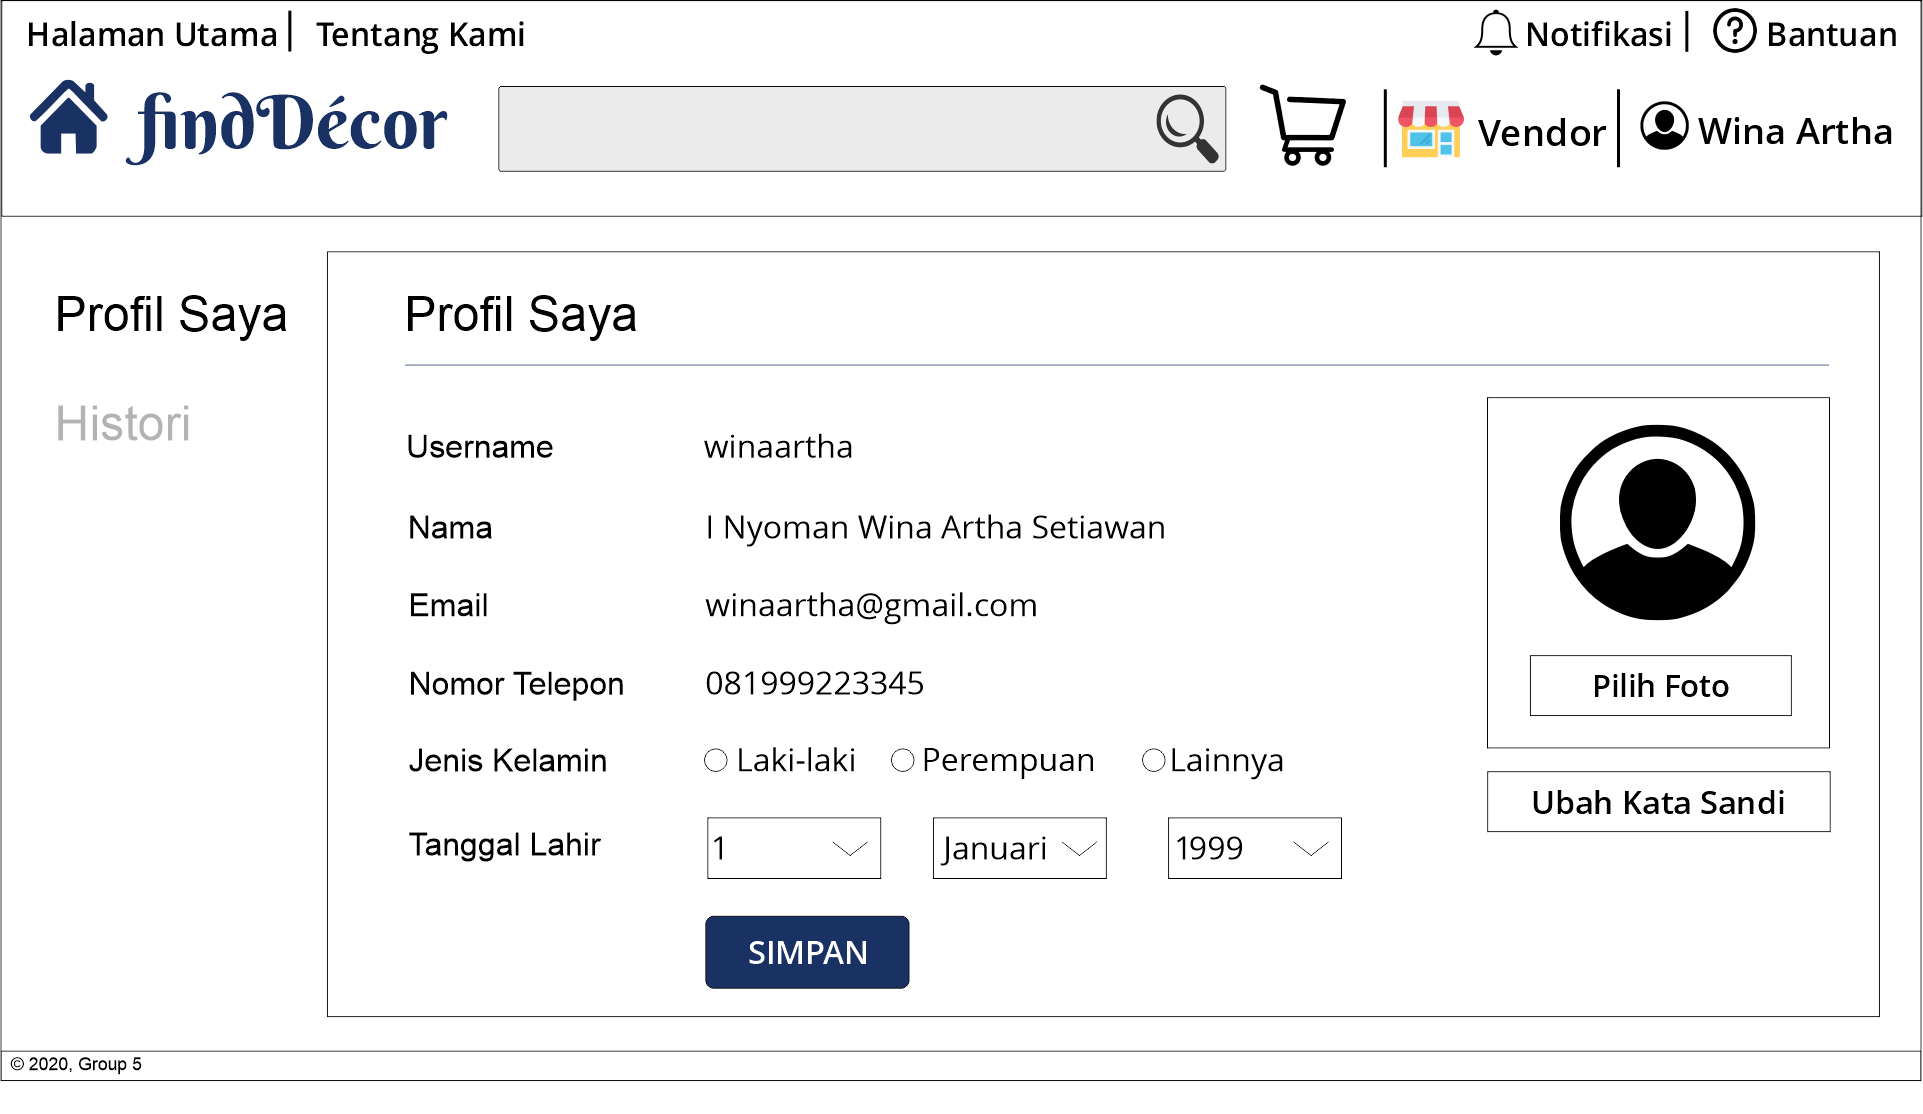 Halaman Utama | Tentang Kami
Notifikasi | Bantuan
findDécor
Vendor
Wina Artha
Profil Saya
Histori
Profil Saya
Username winaartha
Nama I Nyoman Wina Artha Setiawan
Email winaartha@gmail.com
Nomor Telepon 081999223345
Jenis Kelamin Laki-laki Perempuan Lainnya
Tanggal Lahir 1 Januari 1999
SIMPAN
Pilih Foto
Ubah Kata Sandi
© 2020, Group 5